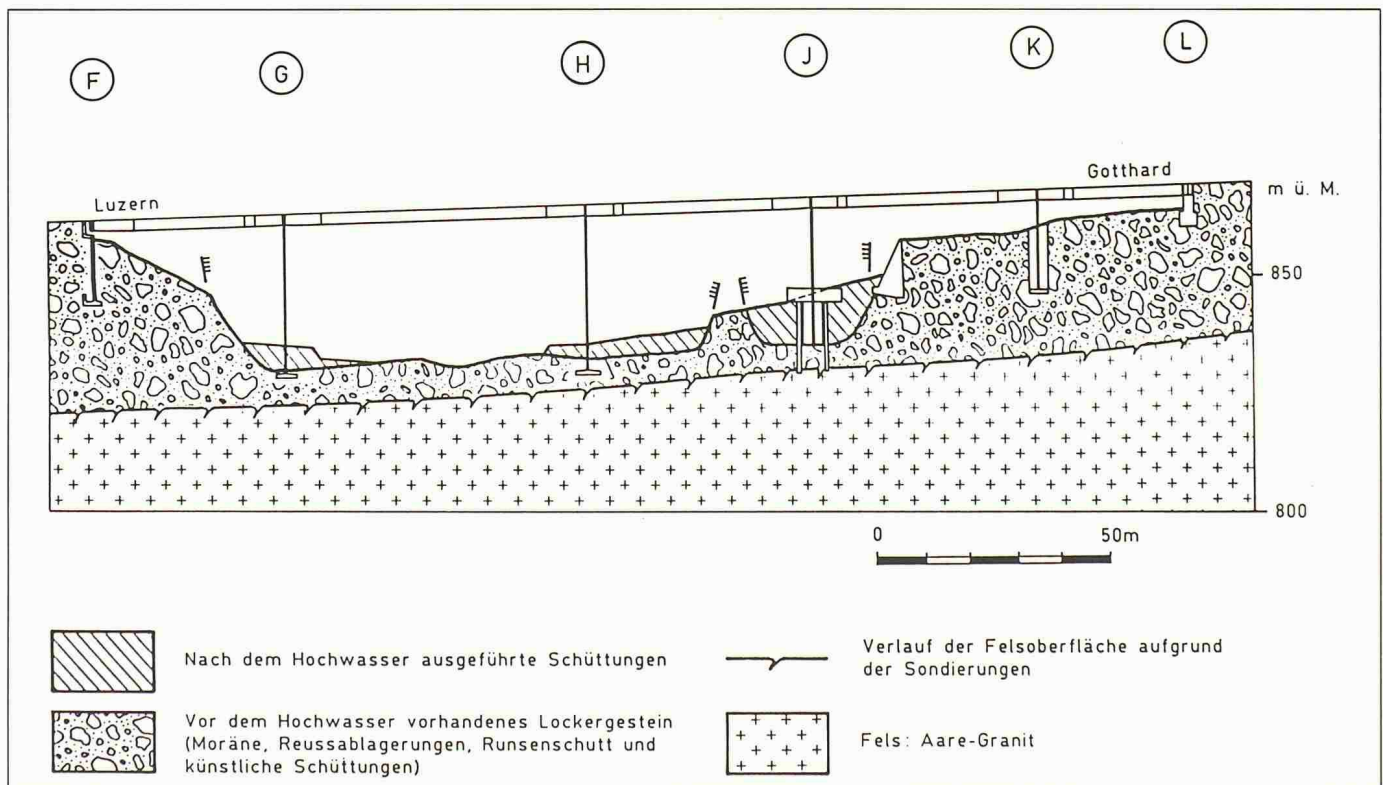 F G H J K L
Luzern
Gotthard
m ü. M.
850
800
0 50m
Nach dem Hochwasser ausgeführte Schüttungen
Vor dem Hochwasser vorhandenes Lockergestein
(Moräne, Reussablagerungen, Runsenschutt und
künstliche Schüttungen)
Verlauf der Felsoberfläche aufgrund
der Sondierungen
Fels: Aare-Granit